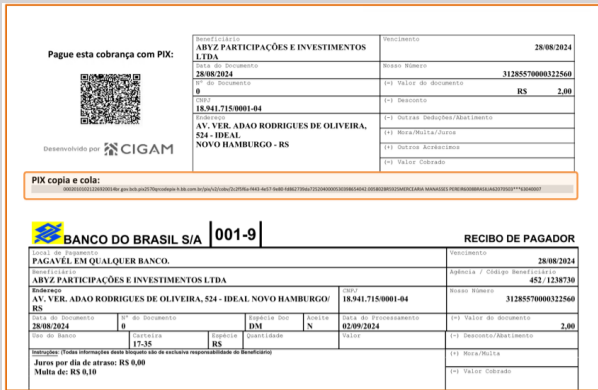 Pague esta cobrança com PIX:
Desenvolvido por CIGAM
Beneficiário
ABYZ PARTICIPAÇÕES E INVESTIMENTOS
LTDA
Vencimento
28/08/2024
Data do Documento
28/08/2024
Nosso Número
31285570000322560
Nº do Documento
0
(=) Valor do documento
R$ 2,00
CNPJ
18.941.715/0001-04
(-) Desconto
Endereço
AV. VER. ADAO RODRIGUES DE OLIVEIRA,
524 - IDEAL
NOVO HAMBURGO - RS
(-) Outras Deduções/Abatimento
(+) Mora/Multa/Juros
(+) Outros Acréscimos
(=) Valor Cobrado
PIX copia e cola:
BANCO DO BRASIL S/A 001-9 RECIBO DE PAGADOR
Local de Pagamento
PAGAVÉL EM QUALQUER BANCO.
Vencimento
28/08/2024
Beneficiário
ABYZ PARTICIPAÇÕES E INVESTIMENTOS LTDA
Agência / Código Beneficiário
452/1238730
Endereço
AV. VER. ADAO RODRIGUES DE OLIVEIRA, 524 - IDEAL NOVO HAMBURGO/
RS
CNPJ
18.941.715/0001-04
Nosso Número
31285570000322560
Data do Documento
28/08/2024
Nº do Documento
0
Espécie Doc
DM
Aceite
N
Data do Processamento
02/09/2024
(=) Valor do documento
2,00
Uso do Banco
Carteira
17-35
Espécie
R$
Quantidade
Valor
(-) Desconto/Abatimento
Instruções: (Todas informações deste bloqueto são de exclusiva responsabilidade do Beneficiário)
Juros por dia de atraso: R$ 0,00
Multa de: R$ 0,10
(+) Mora/Multa
(=) Valor Cobrado